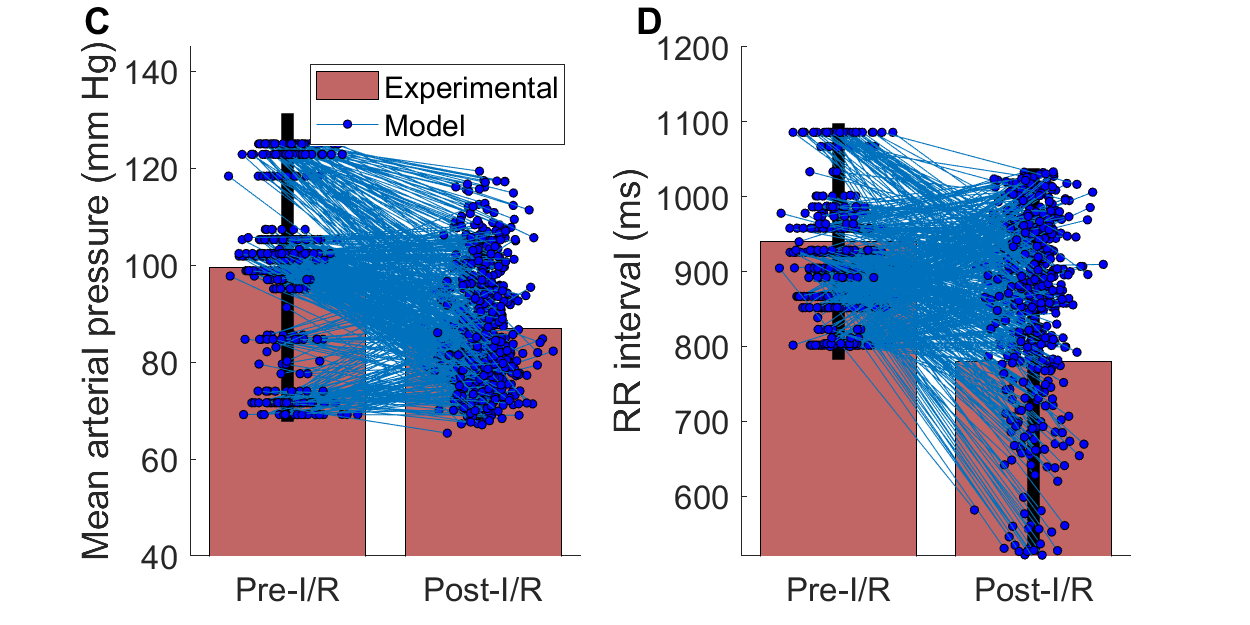 C
Mean arterial pressure (mm Hg)
140
120
100
80
60
40
Experimental
Model
Pre-I/R
Post-I/R
D
RR interval (ms)
1200
1100
1000
900
800
700
600
Pre-I/R
Post-I/R